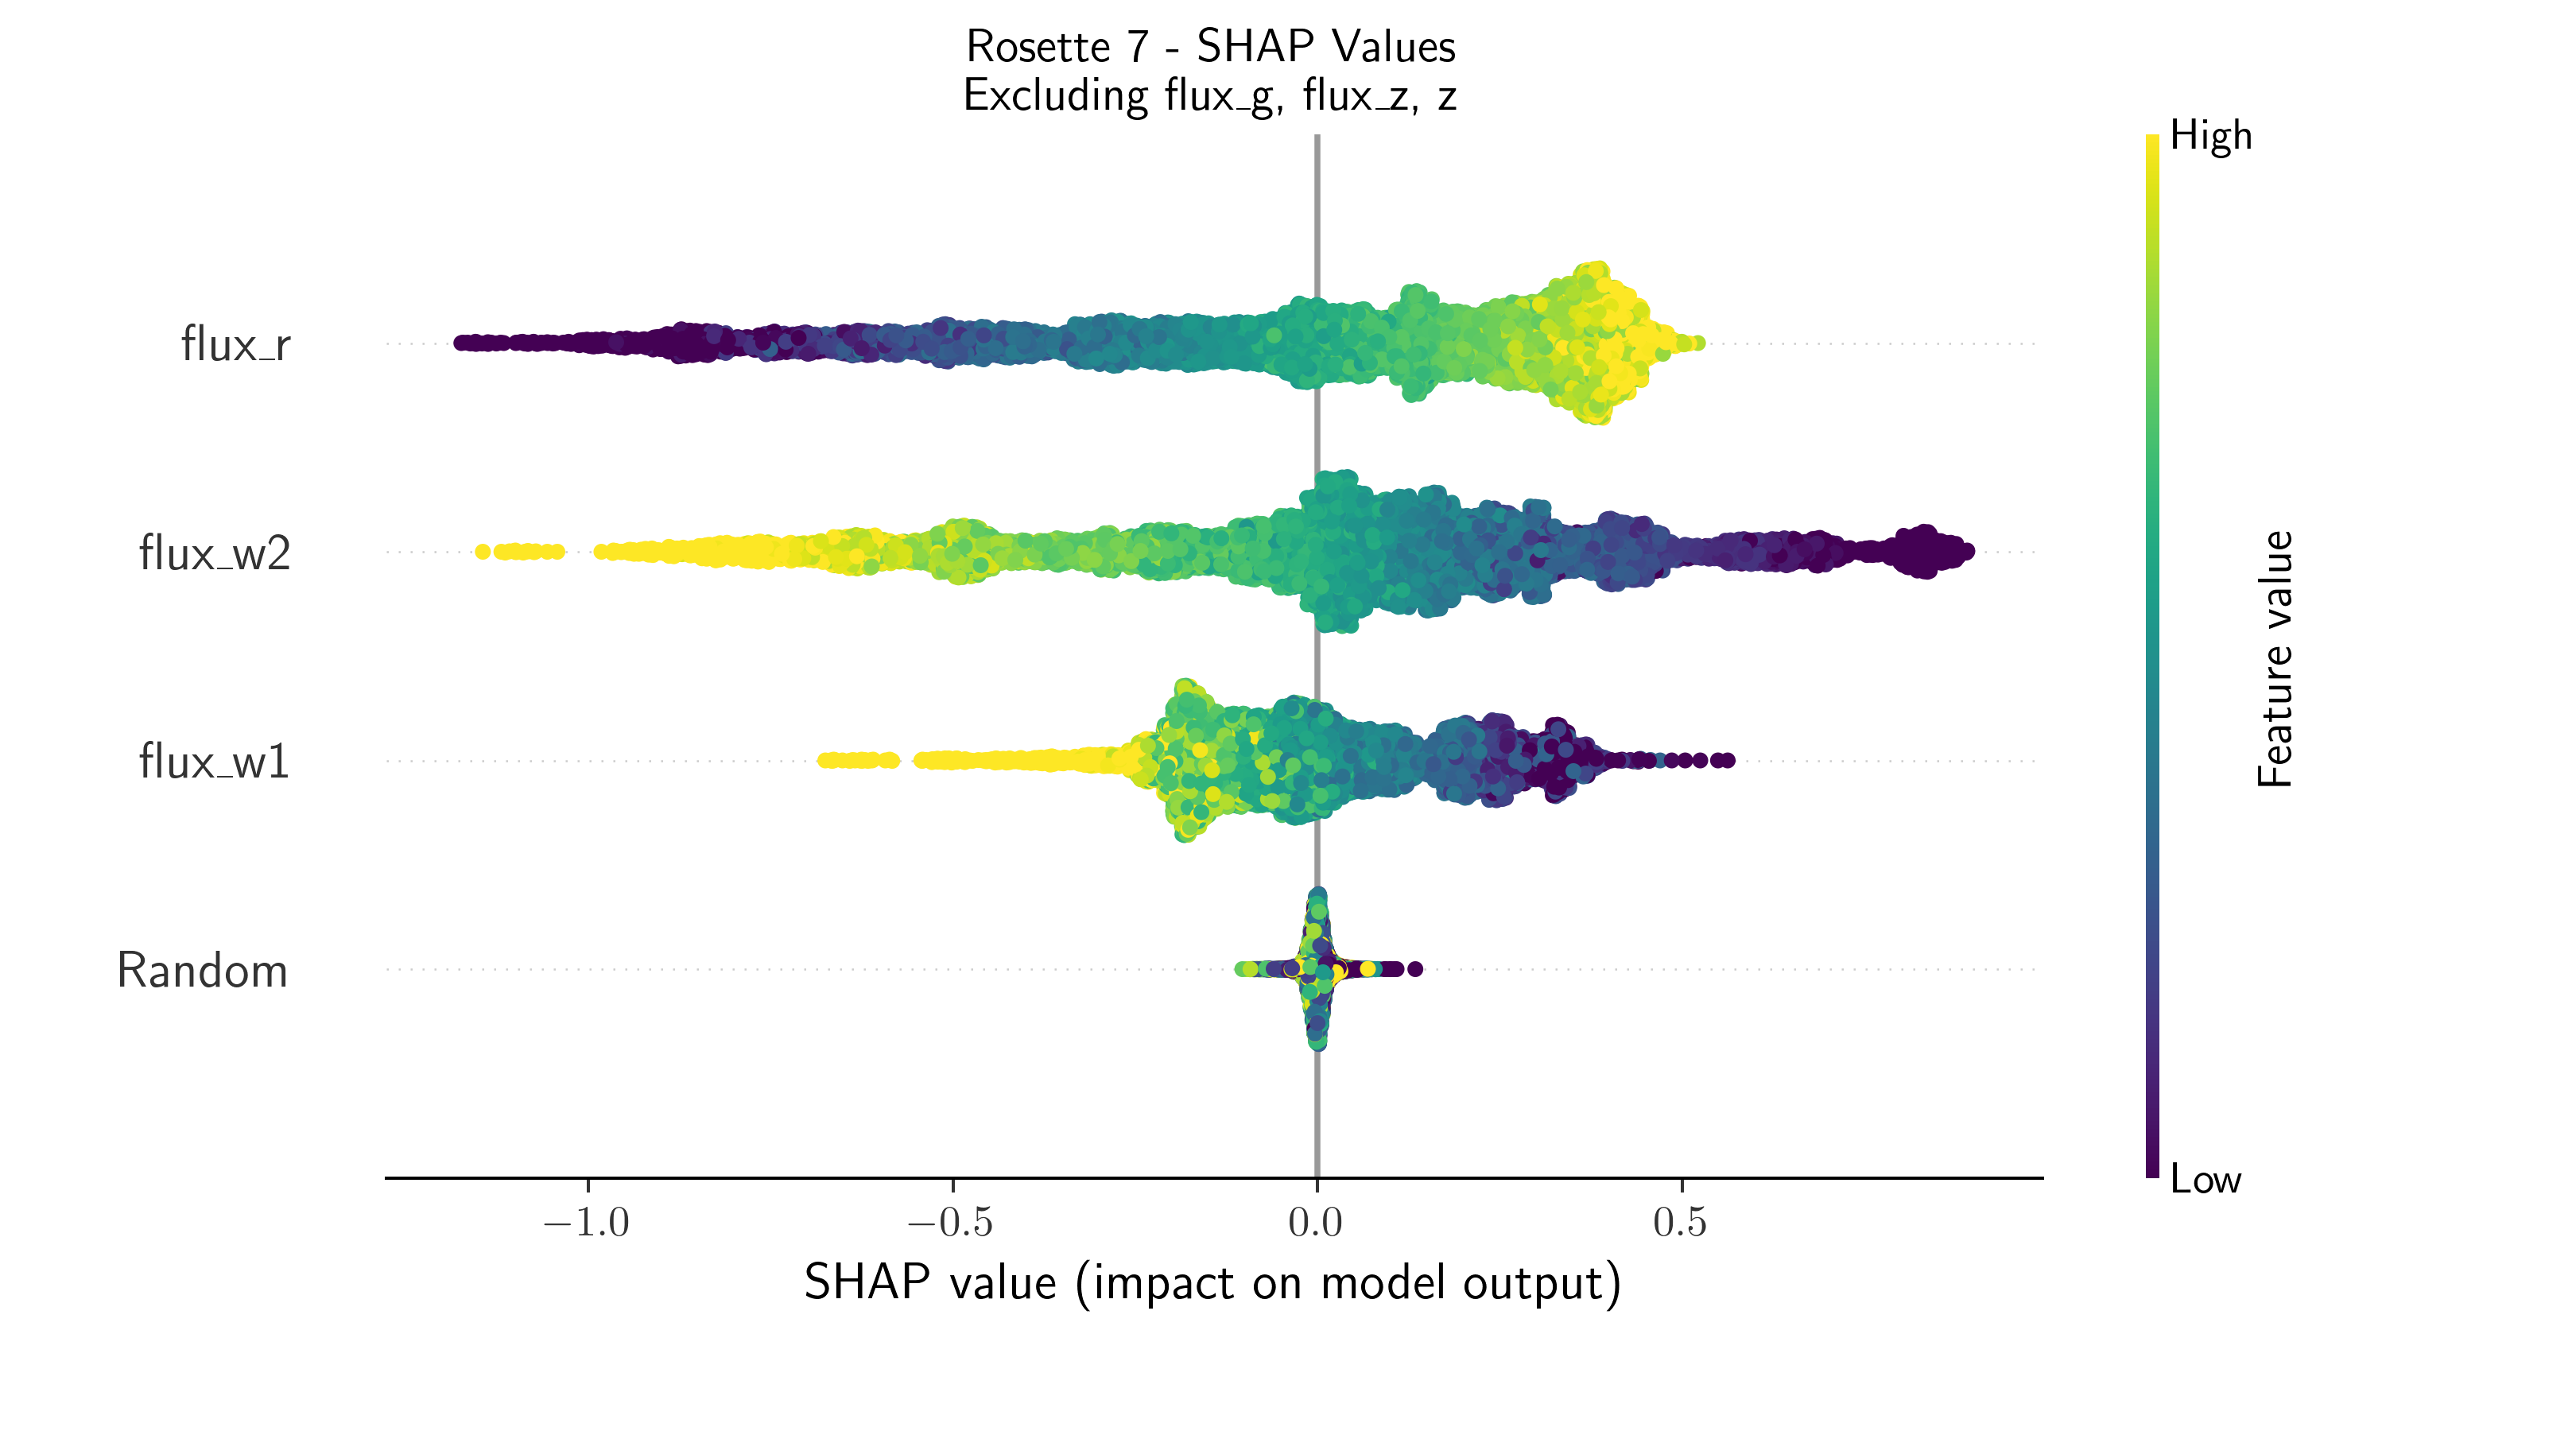 Rosette 7 - SHAP Values
Excluding flux_g, flux_z, z
High
flux_r
flux_w2
Feature value
flux_w1
Random
Low
−1.0
−0.5
0.0
0.5
SHAP value (impact on model output)